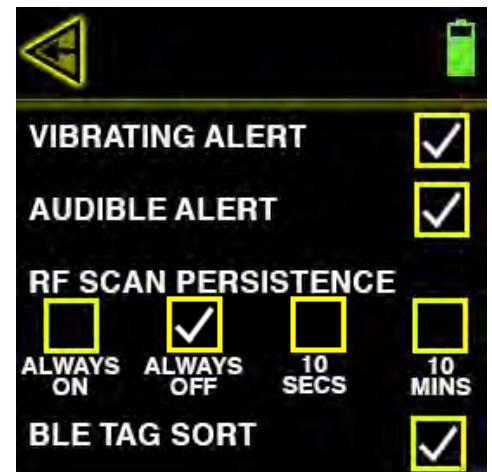 VIBRATING ALERT
AUDIBLE ALERT
RF SCAN PERSISTENCE
ALWAYS ON ALWAYS OFF 10 SECS 10 MINS
BLE TAG SORT